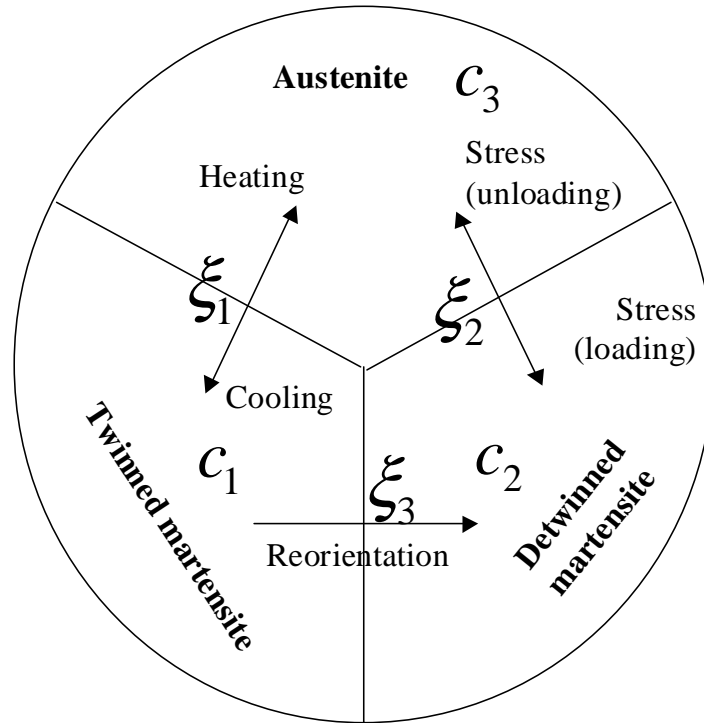 Austenite c₃
Heating
Stress
(unloading)
ξ₁
ξ₂
Stress
(loading)
Cooling
Twinned martensite
c₁
c₂
ξ₃
Detwinned
martensite
Reorientation